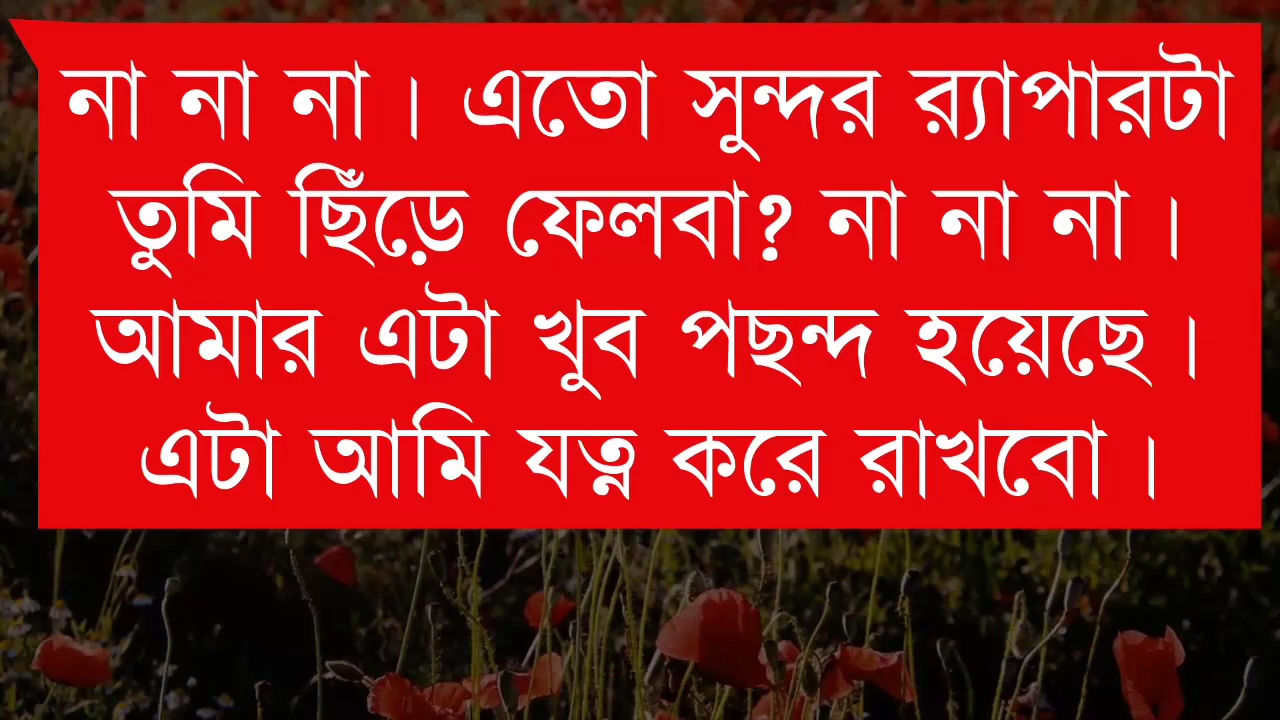 না না না। এতো সুন্দর র‍্যাপারটা
তুমি ছিঁড়ে ফেলবা? না না না।
আমার এটা খুব পছন্দ হয়েছে।
এটা আমি যত্ন করে রাখবো।